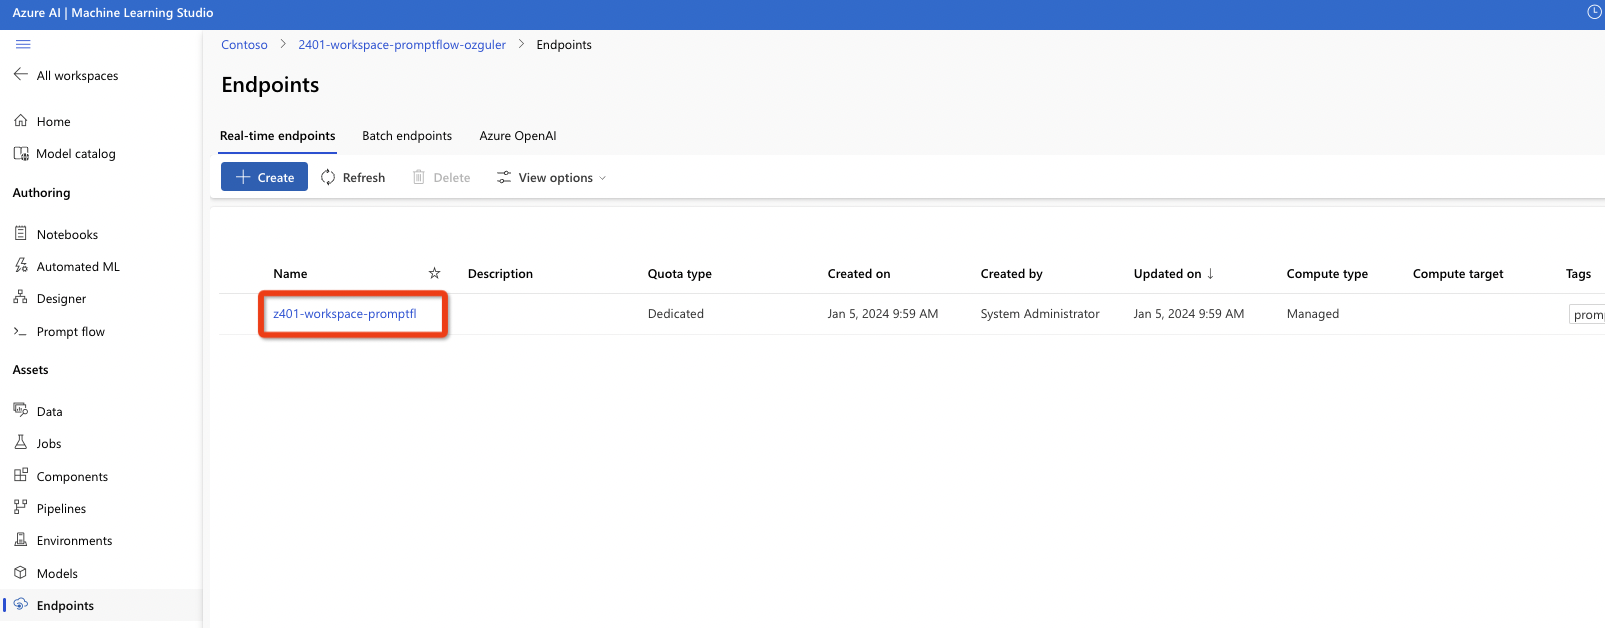 Azure AI | Machine Learning Studio
All workspaces
Home
Model catalog
Authoring
Notebooks
Automated ML
Designer
Prompt flow
Assets
Data
Jobs
Components
Pipelines
Environments
Models
Endpoints
Contoso > 2401-workspace-promptflow-ozguler > Endpoints
Endpoints
Real-time endpoints Batch endpoints Azure OpenAI
Create Refresh Delete View options
Name Description Quota type Created on Created by Updated on ↓ Compute type Compute target Tags
z401-workspace-promptfl Dedicated Jan 5, 2024 9:59 AM System Administrator Jan 5, 2024 9:59 AM Managed prom